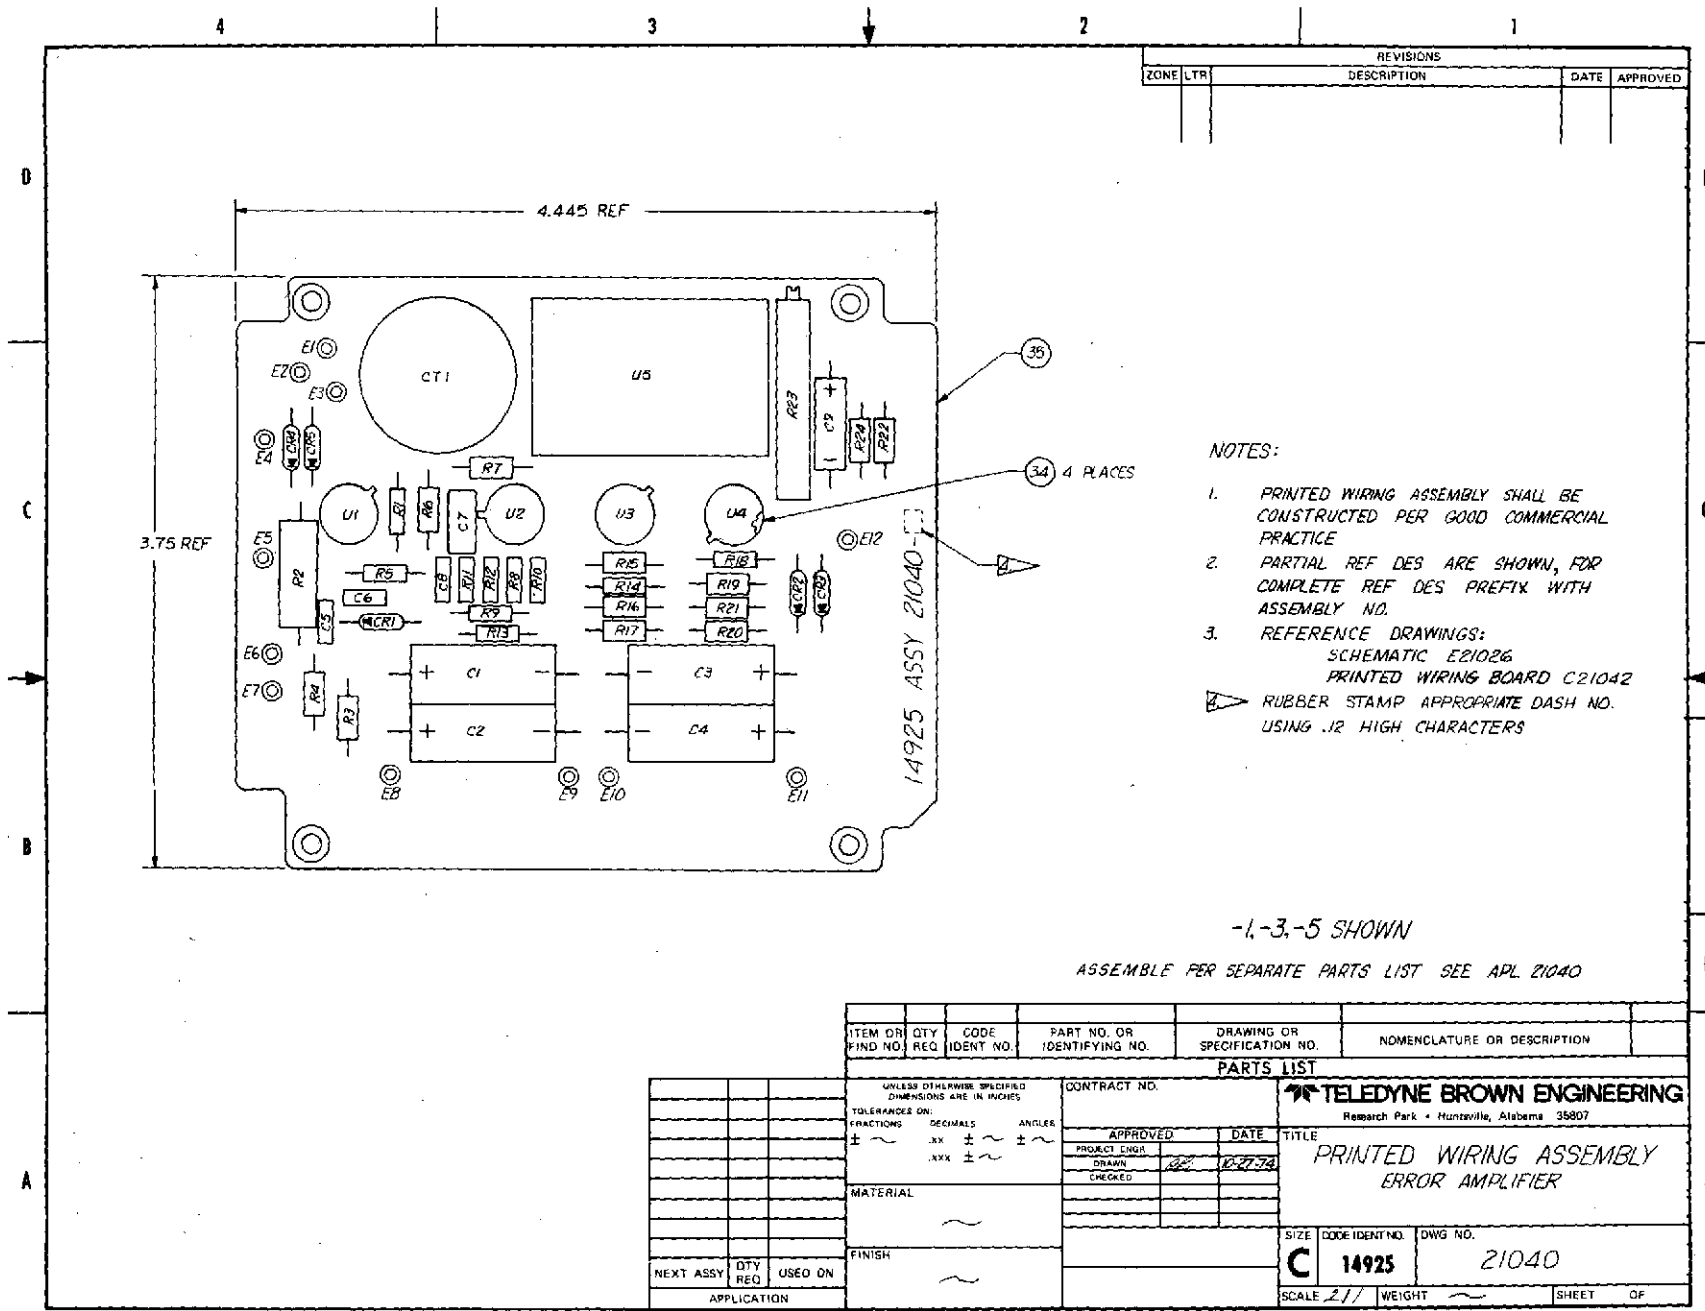 4 3 2 1
REVISIONS
ZONE LTR DESCRIPTION DATE APPROVED
D
4.445 REF
E1
E2
E3
CT1
U5
R23
C9
+
-
R24
R22
35
E4
CR4
CR5
R7
34 4 PLACES
C
3.75 REF
U1
R1
R6
C7
U2
U3
U4
E12
E5
R2
R5
C6
C5
CR1
C8
R11
R12
R8
R10
R9
R13
R15
R14
R16
R17
R18
R19
R21
R20
CR2
CR3
4
14925 ASSY 21040-
E6
E7
R4
R3
+ C1 -
+ C2 -
- C3 +
- C4 +
E8
E9
E10
E11
B
NOTES:
1. PRINTED WIRING ASSEMBLY SHALL BE
CONSTRUCTED PER GOOD COMMERCIAL
PRACTICE
2. PARTIAL REF DES ARE SHOWN, FOR
COMPLETE REF DES PREFIX WITH
ASSEMBLY NO.
3. REFERENCE DRAWINGS:
SCHEMATIC E21026
PRINTED WIRING BOARD C21042
4. RUBBER STAMP APPROPRIATE DASH NO.
USING .12 HIGH CHARACTERS
-1,-3,-5 SHOWN
ASSEMBLE PER SEPARATE PARTS LIST SEE APL 21040
ITEM OR FIND NO. QTY REQ CODE IDENT NO. PART NO. OR IDENTIFYING NO. DRAWING OR SPECIFICATION NO. NOMENCLATURE OR DESCRIPTION
PARTS LIST
A
UNLESS OTHERWISE SPECIFIED
DIMENSIONS ARE IN INCHES
TOLERANCES ON:
FRACTIONS DECIMALS ANGLES
± ~ .XX ± ~ ± ~
.XXX ± ~
MATERIAL
~
FINISH
~
CONTRACT NO.
APPROVED DATE
PROJECT ENGR
DRAWN 10-27-74
CHECKED
TELEDYNE BROWN ENGINEERING
Research Park • Huntsville, Alabama 35807
TITLE
PRINTED WIRING ASSEMBLY
ERROR AMPLIFIER
SIZE CODE IDENT NO. DWG NO.
C 14925 21040
SCALE 2/1 WEIGHT ~ SHEET OF
NEXT ASSY QTY REQ USED ON
APPLICATION